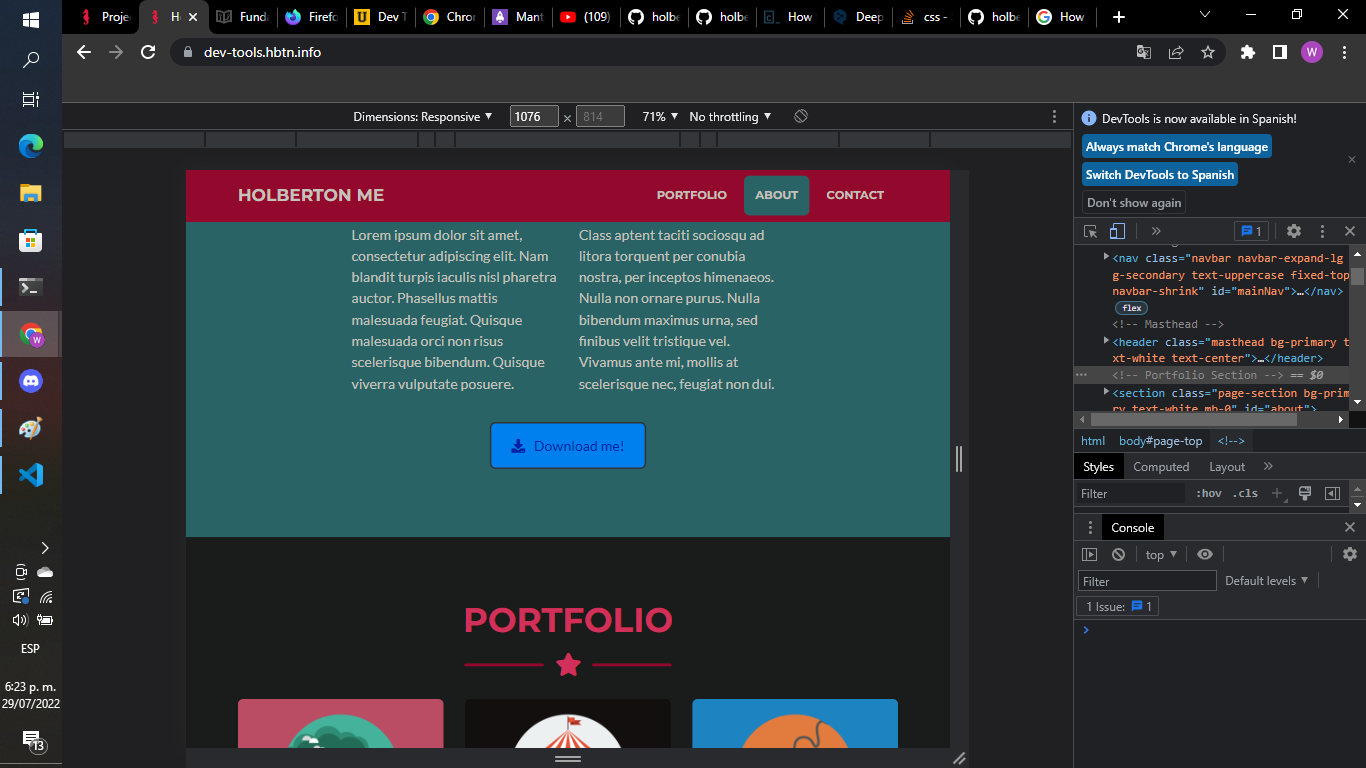 Projec
H
Funda
Firefo
Dev T
Chron
Mant
(109)
holbe
holbe
How
Deep
css -
holbe
How
dev-tools.hbtn.info
W
Dimensions: Responsive
1076 × 814
71%
No throttling
DevTools is now available in Spanish!
Always match Chrome's language
Switch DevTools to Spanish
Don't show again
HOLBERTON ME
PORTFOLIO
ABOUT
CONTACT
Lorem ipsum dolor sit amet,
consectetur adipiscing elit. Nam
blandit turpis iaculis nisl pharetra
auctor. Phasellus mattis
malesuada feugiat. Quisque
malesuada orci non risus
scelerisque bibendum. Quisque
viverra vulputate posuere.
Class aptent taciti sociosqu ad
litora torquent per conubia
nostra, per inceptos himenaeos.
Nulla non ornare purus. Nulla
bibendum maximus urna, sed
finibus velit tristique vel.
Vivamus ante mi, mollis at
scelerisque nec, feugiat non dui.
Download me!
PORTFOLIO
1
<nav class="navbar navbar-expand-lg
g-secondary text-uppercase fixed-top
navbar-shrink" id="mainNav">…</nav>
flex
<!-- Masthead -->
<header class="masthead bg-primary t
xt-white text-center">…</header>
<!-- Portfolio Section --> == $0
<section class="page-section bg-prim
ry text-white mb-0" id="about">
html
body#page-top
<!-->
Styles
Computed
Layout
Filter
:hov
.cls
Console
top
Filter
Default levels
1 Issue: 1
ESP
6:23 p. m.
29/07/2022
13